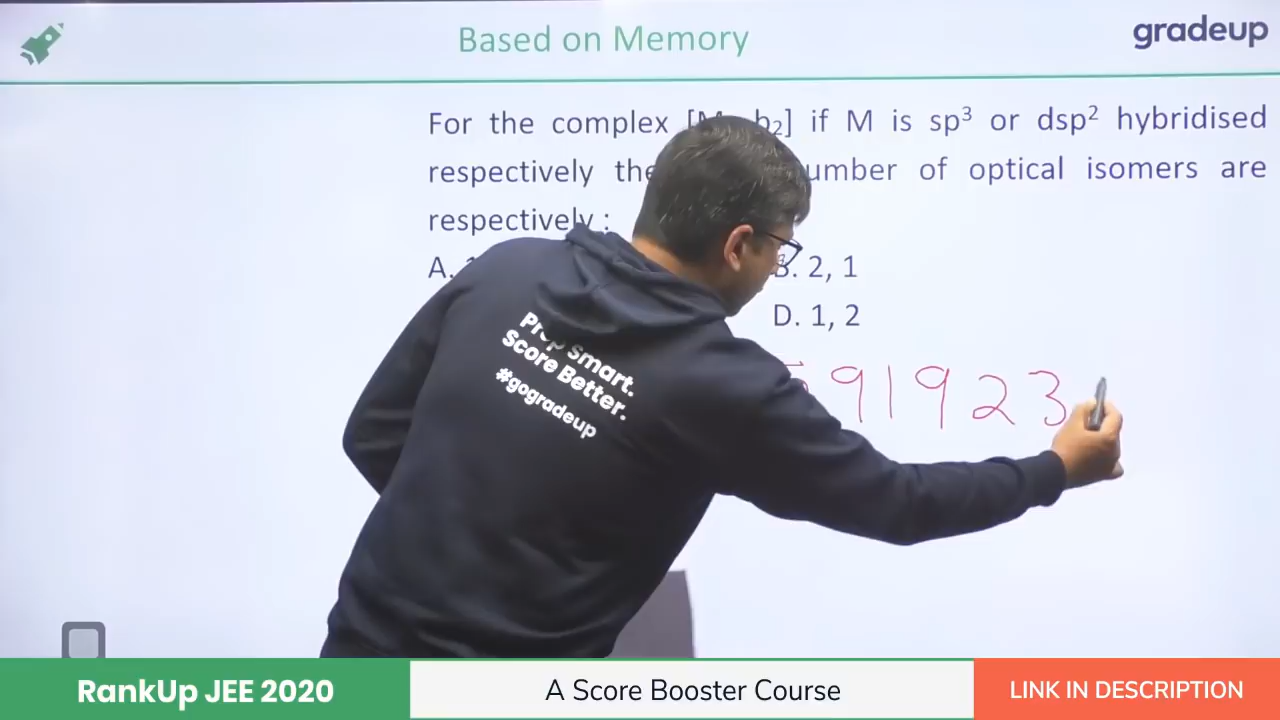 Based on Memory
gradeup
For the complex b₂] if M is sp³ or dsp² hybridised
respectively the number of optical isomers are
respectively :
A. B. 2, 1
D. 1, 2
91923
Prep Smart.
Score Better.
#gogradeup
RankUp JEE 2020
A Score Booster Course
LINK IN DESCRIPTION